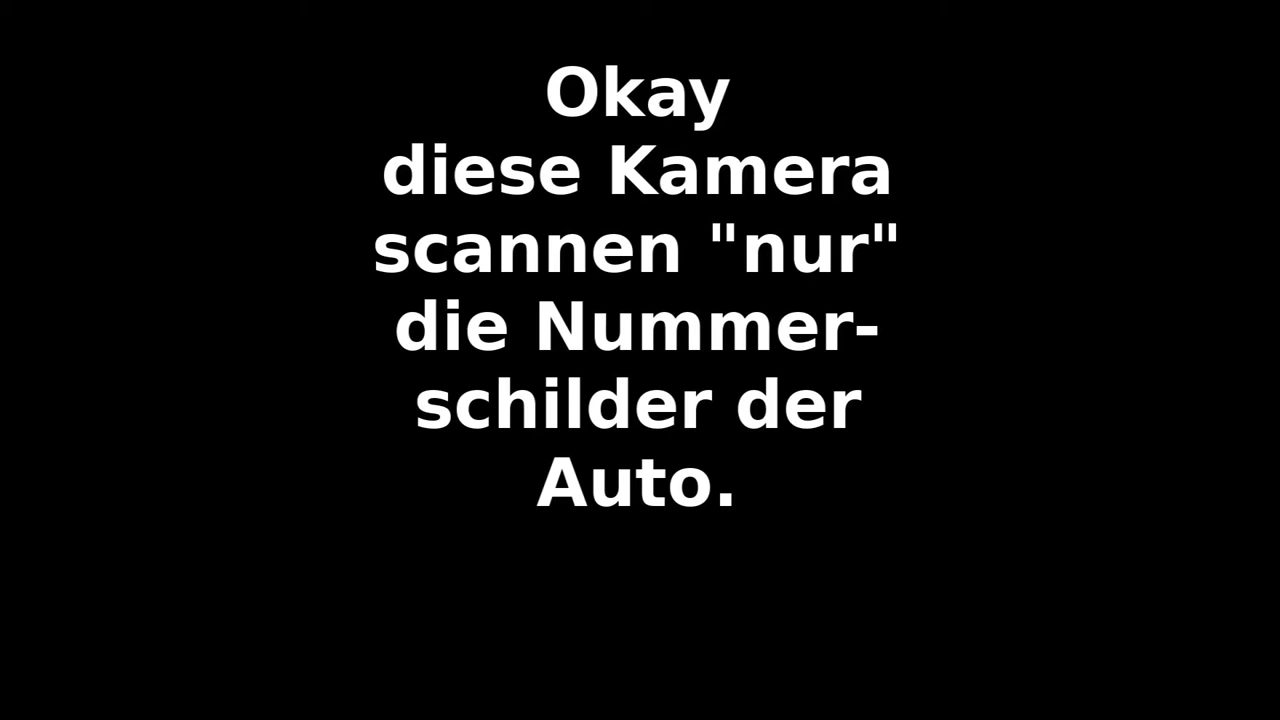 Okay
diese Kamera
scannen "nur"
die Nummer-
schilder der
Auto.